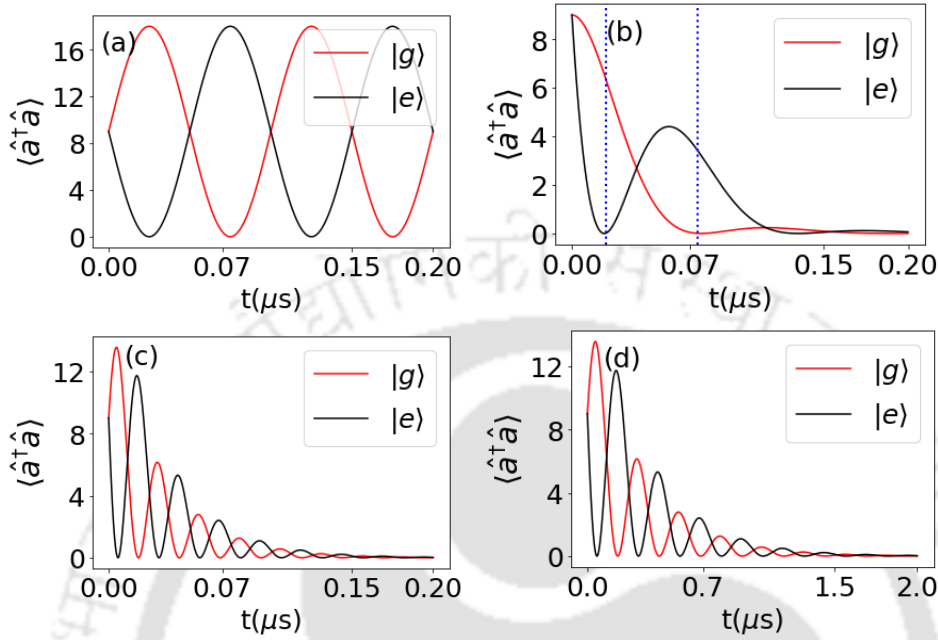 (a)
|g⟩
|e⟩
16
12
8
4
0
⟨â†â⟩
0.00 0.07 0.15 0.20
t(μs)
(b)
|g⟩
|e⟩
8
6
4
2
0
⟨â†â⟩
0.00 0.07 0.15 0.20
t(μs)
(c)
|g⟩
|e⟩
12
8
4
0
⟨â†â⟩
0.00 0.07 0.15 0.20
t(μs)
(d)
|g⟩
|e⟩
12
8
4
0
⟨â†â⟩
0.0 0.7 1.5 2.0
t(μs)